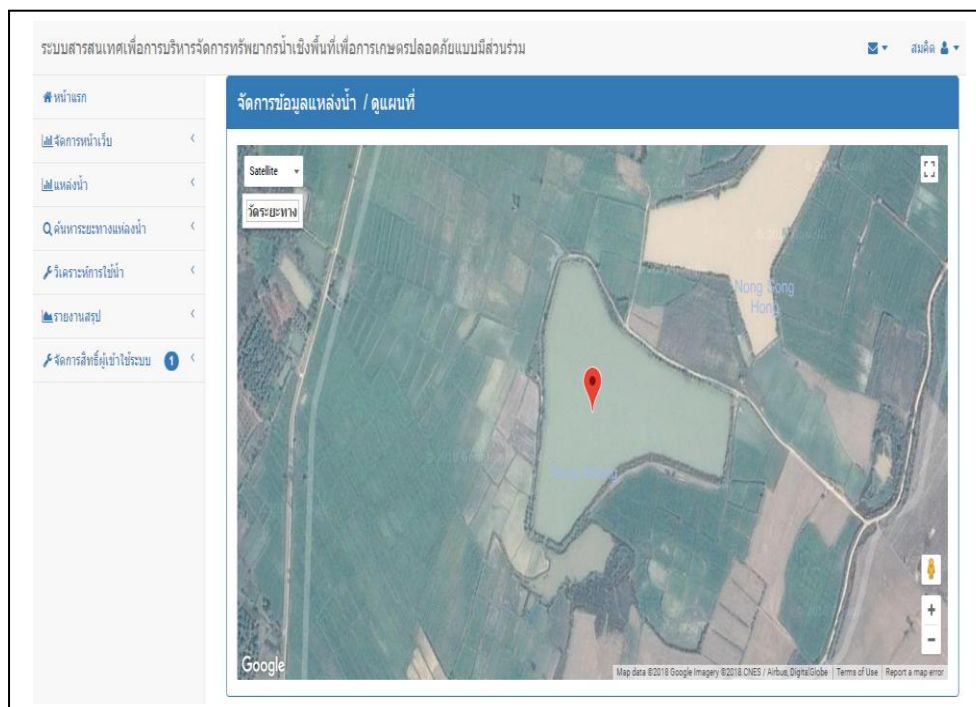 ระบบสารสนเทศเพื่อการบริหารจัดการทรัพยากรน้ำเชิงพื้นที่เพื่อการเกษตรปลอดภัยแบบมีส่วนร่วม
สมคิด
หน้าแรก
จัดการหน้าเว็บ
แหล่งน้ำ
ค้นหาระยะทางแหล่งน้ำ
วิเคราะห์การใช้น้ำ
รายงานสรุป
จัดการสิทธิ์ผู้เข้าใช้ระบบ 1
จัดการข้อมูลแหล่งน้ำ / ดูแผนที่
Satellite
วัดระยะทาง
Nong Song
Hong
Google
Map data ©2018 Google Imagery ©2018 CNES / Airbus, DigitalGlobe
Terms of Use
Report a map error